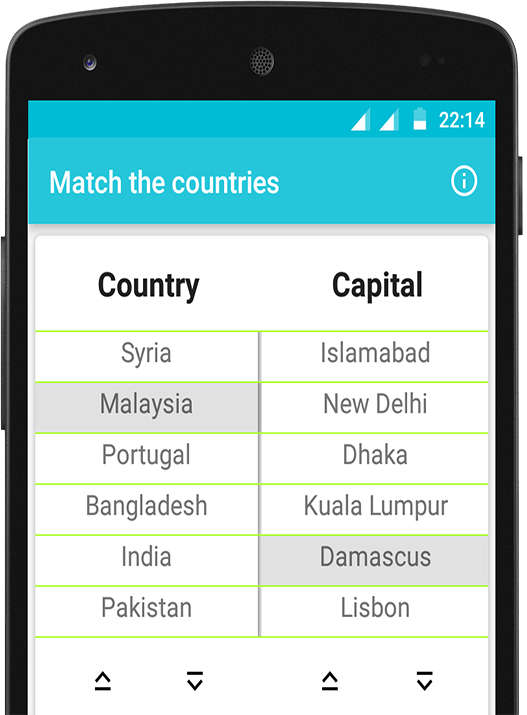 22:14
Match the countries
Country Capital
Syria Islamabad
Malaysia New Delhi
Portugal Dhaka
Bangladesh Kuala Lumpur
India Damascus
Pakistan Lisbon